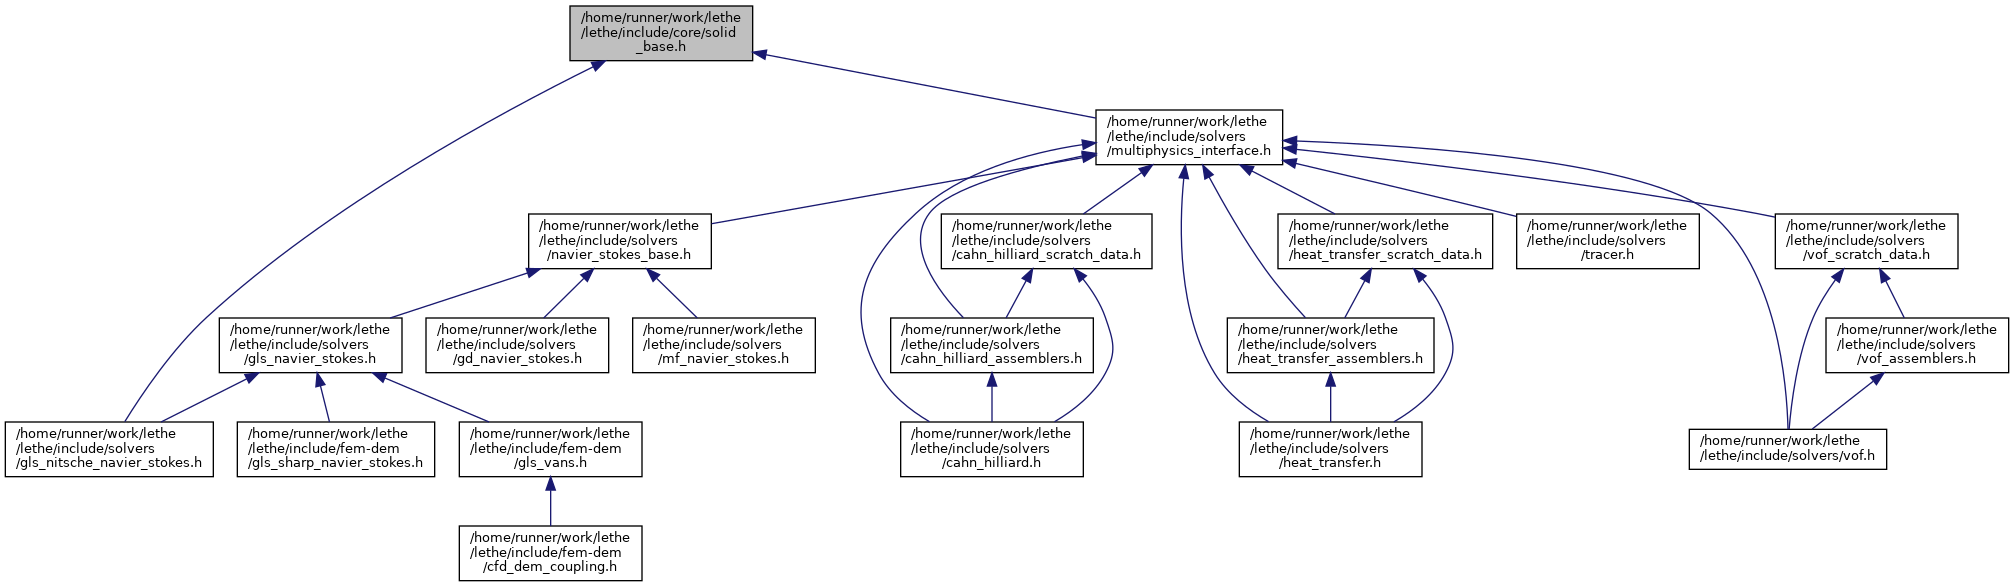 /home/runner/work/lethe
/lethe/include/core/solid
_base.h
/home/runner/work/lethe
/lethe/include/solvers
/multiphysics_interface.h
/home/runner/work/lethe
/lethe/include/solvers
/navier_stokes_base.h
/home/runner/work/lethe
/lethe/include/solvers
/cahn_hilliard_scratch_data.h
/home/runner/work/lethe
/lethe/include/solvers
/heat_transfer_scratch_data.h
/home/runner/work/lethe
/lethe/include/solvers
/tracer.h
/home/runner/work/lethe
/lethe/include/solvers
/vof_scratch_data.h
/home/runner/work/lethe
/lethe/include/solvers
/gls_navier_stokes.h
/home/runner/work/lethe
/lethe/include/solvers
/gd_navier_stokes.h
/home/runner/work/lethe
/lethe/include/solvers
/mf_navier_stokes.h
/home/runner/work/lethe
/lethe/include/solvers
/cahn_hilliard_assemblers.h
/home/runner/work/lethe
/lethe/include/solvers
/heat_transfer_assemblers.h
/home/runner/work/lethe
/lethe/include/solvers
/vof_assemblers.h
/home/runner/work/lethe
/lethe/include/solvers
/gls_nitsche_navier_stokes.h
/home/runner/work/lethe
/lethe/include/fem-dem
/gls_sharp_navier_stokes.h
/home/runner/work/lethe
/lethe/include/fem-dem
/gls_vans.h
/home/runner/work/lethe
/lethe/include/solvers
/cahn_hilliard.h
/home/runner/work/lethe
/lethe/include/solvers
/heat_transfer.h
/home/runner/work/lethe
/lethe/include/solvers/vof.h
/home/runner/work/lethe
/lethe/include/fem-dem
/cfd_dem_coupling.h